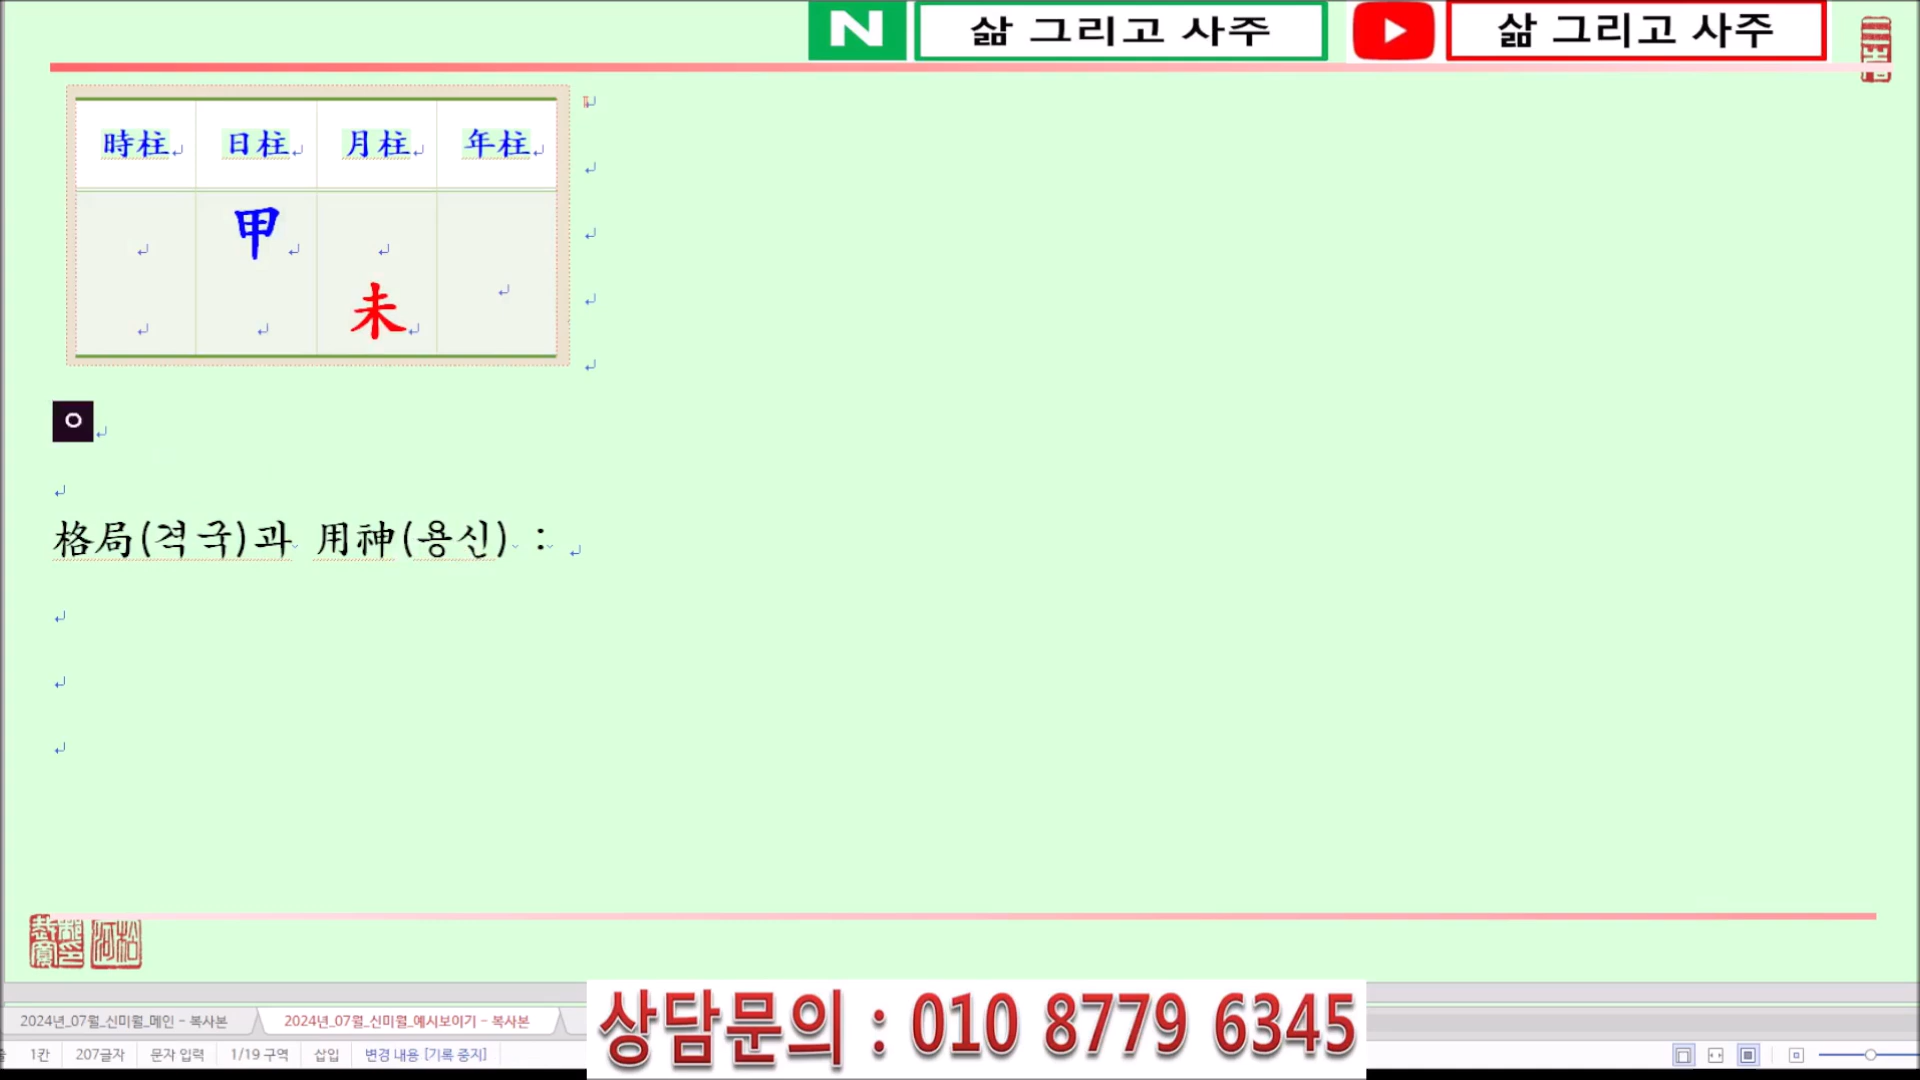 N 삶 그리고 사주 삶 그리고 사주
時柱 日柱 月柱 年柱
甲
未
格局(격국)과 用神(용신) :
2024년_07월_신미월_메인 - 복사본 2024년_07월_신미월_예시보이기 - 복사본
1칸 207글자 문자 입력 1/19 구역 삽입 변경 내용 [기록 중지]
상담문의 : 010 8779 6345